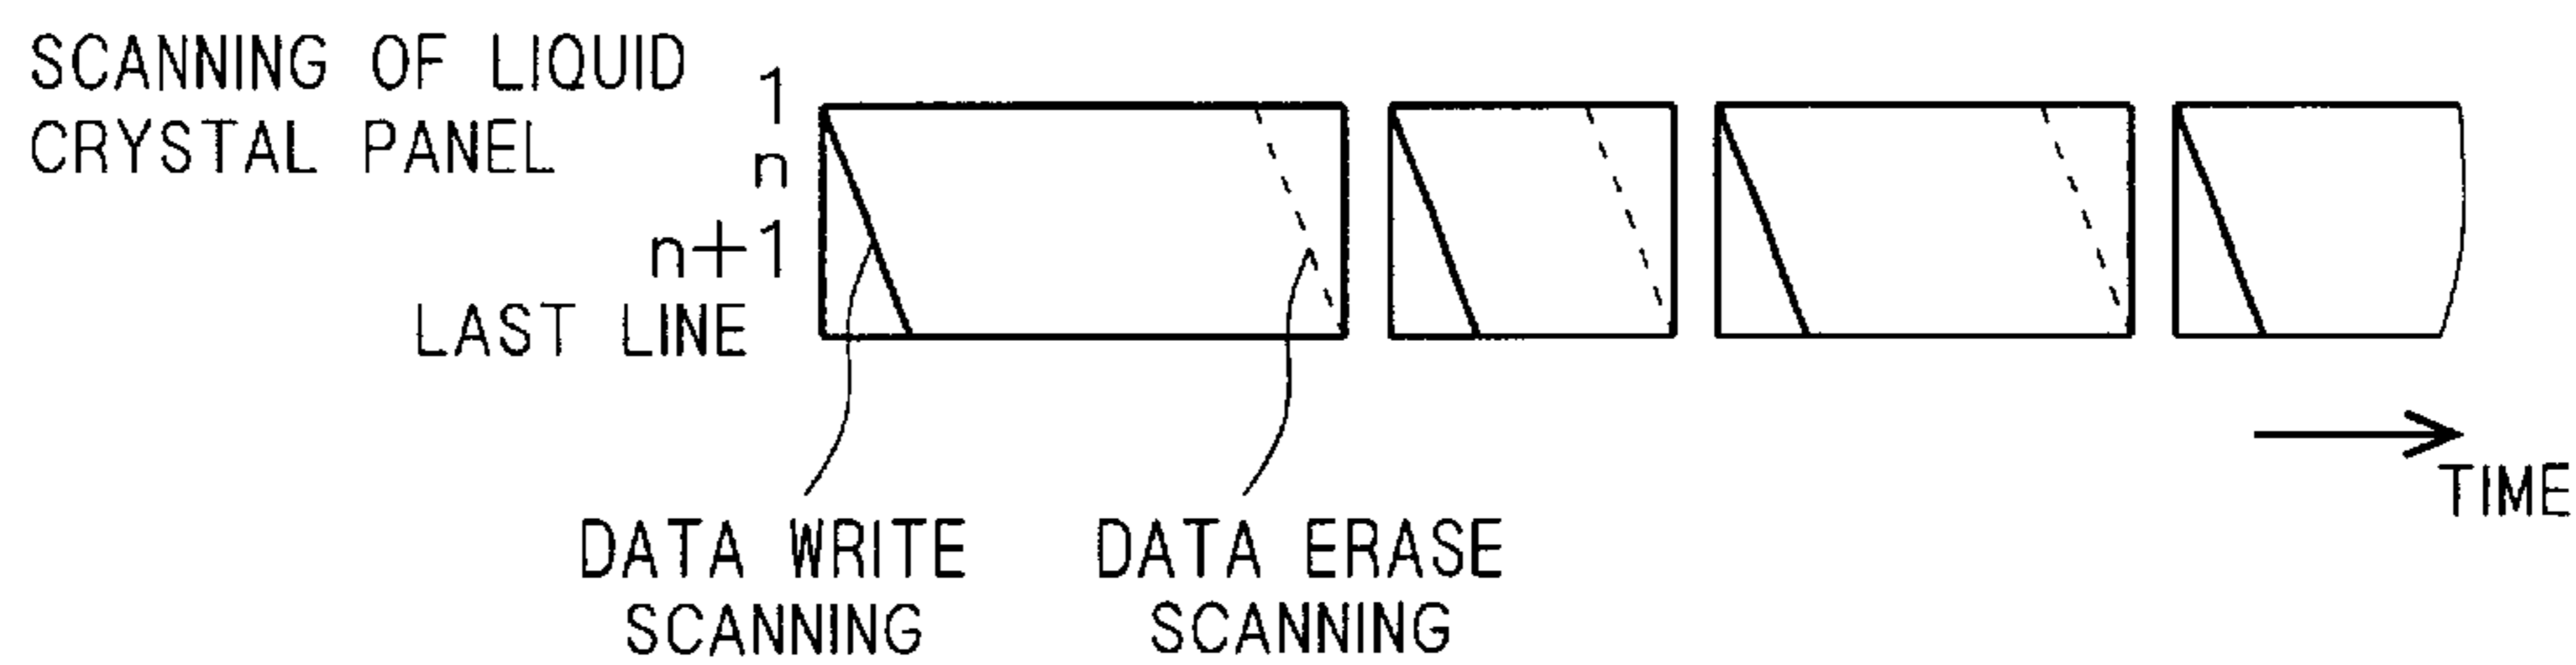 SCANNING OF LIQUID
CRYSTAL PANEL
1
n
n+1
LAST LINE
TIME
DATA WRITE
SCANNING
DATA ERASE
SCANNING